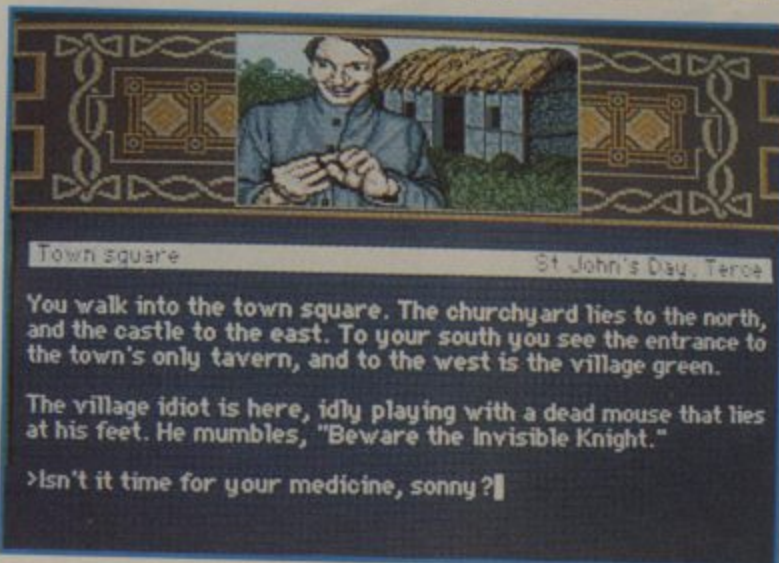 Town square
St John's Day, Terce
You walk into the town square. The churchyard lies to the north,
and the castle to the east. To your south you see the entrance to
the town's only tavern, and to the west is the village green.
The village idiot is here, idly playing with a dead mouse that lies
at his feet. He mumbles, "Beware the Invisible Knight."
>Isn't it time for your medicine, sonny?